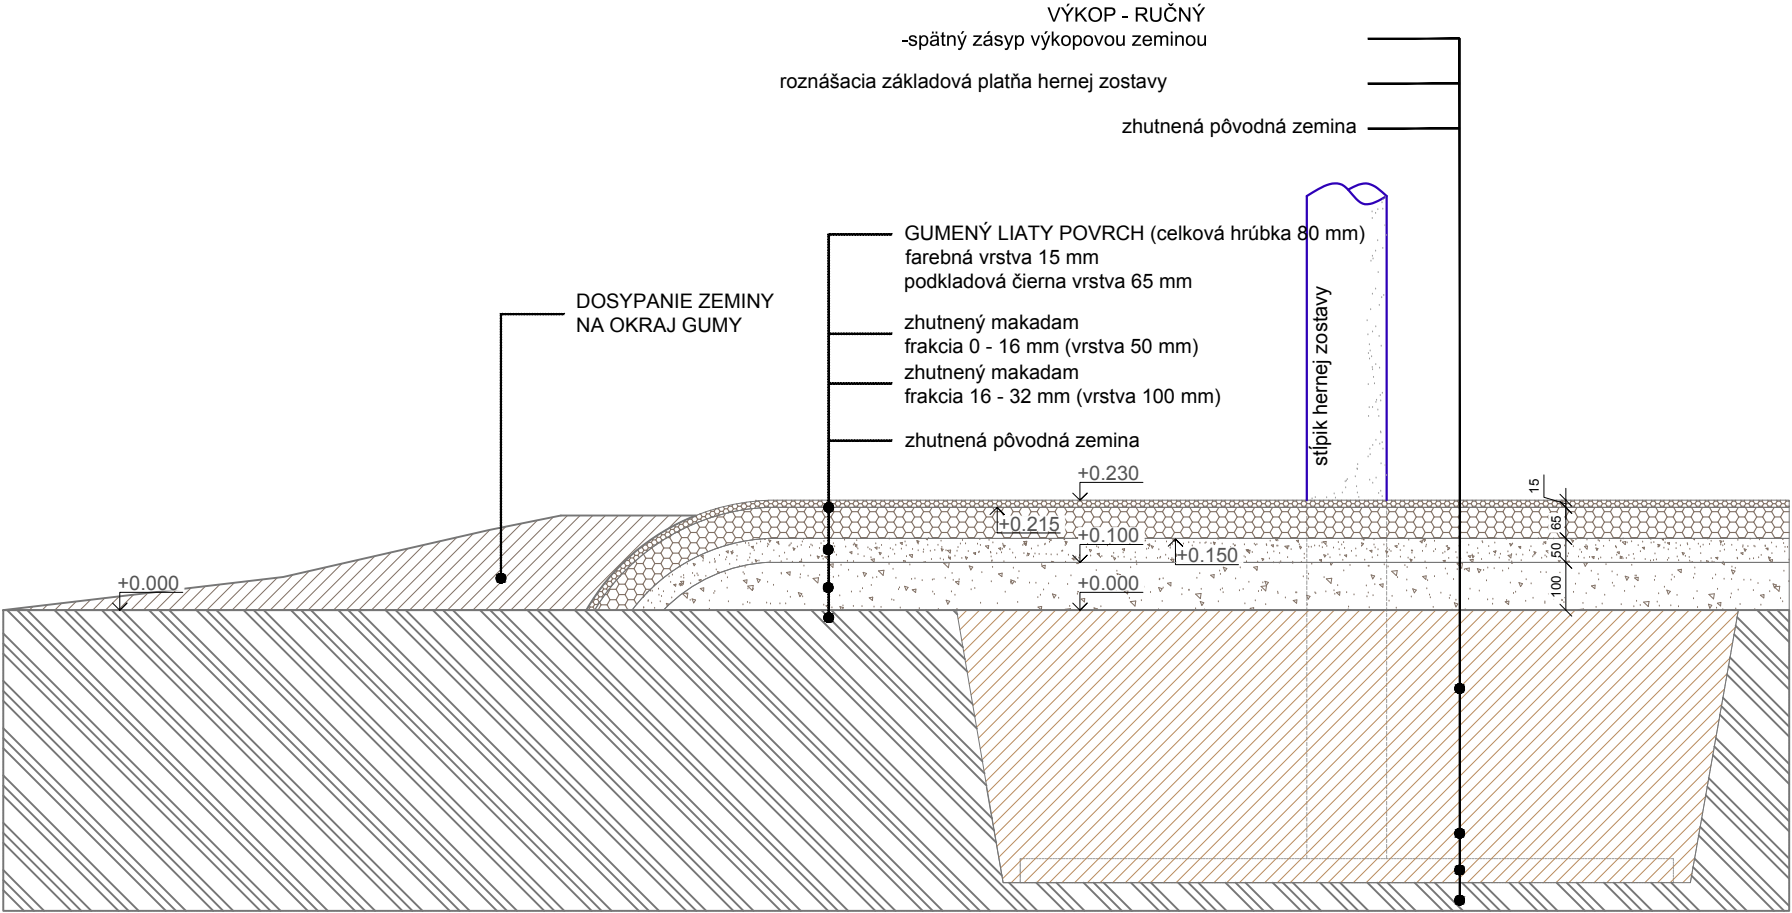 VÝKOP - RUČNÝ
-spätný zásyp výkopovou zeminou
roznášacia základová platňa hernej zostavy
zhutnená pôvodná zemina
GUMENÝ LIATY POVRCH (celková hrúbka 80 mm)
farebná vrstva 15 mm
podkladová čierna vrstva 65 mm
DOSYPANIE ZEMINY
NA OKRAJ GUMY
zhutnený makadam
frakcia 0 - 16 mm (vrstva 50 mm)
zhutnený makadam
frakcia 16 - 32 mm (vrstva 100 mm)
zhutnená pôvodná zemina
stĺpik hernej zostavy
+0.230
+0.215
+0.100
+0.150
+0.000
+0.000
15
65
50
100